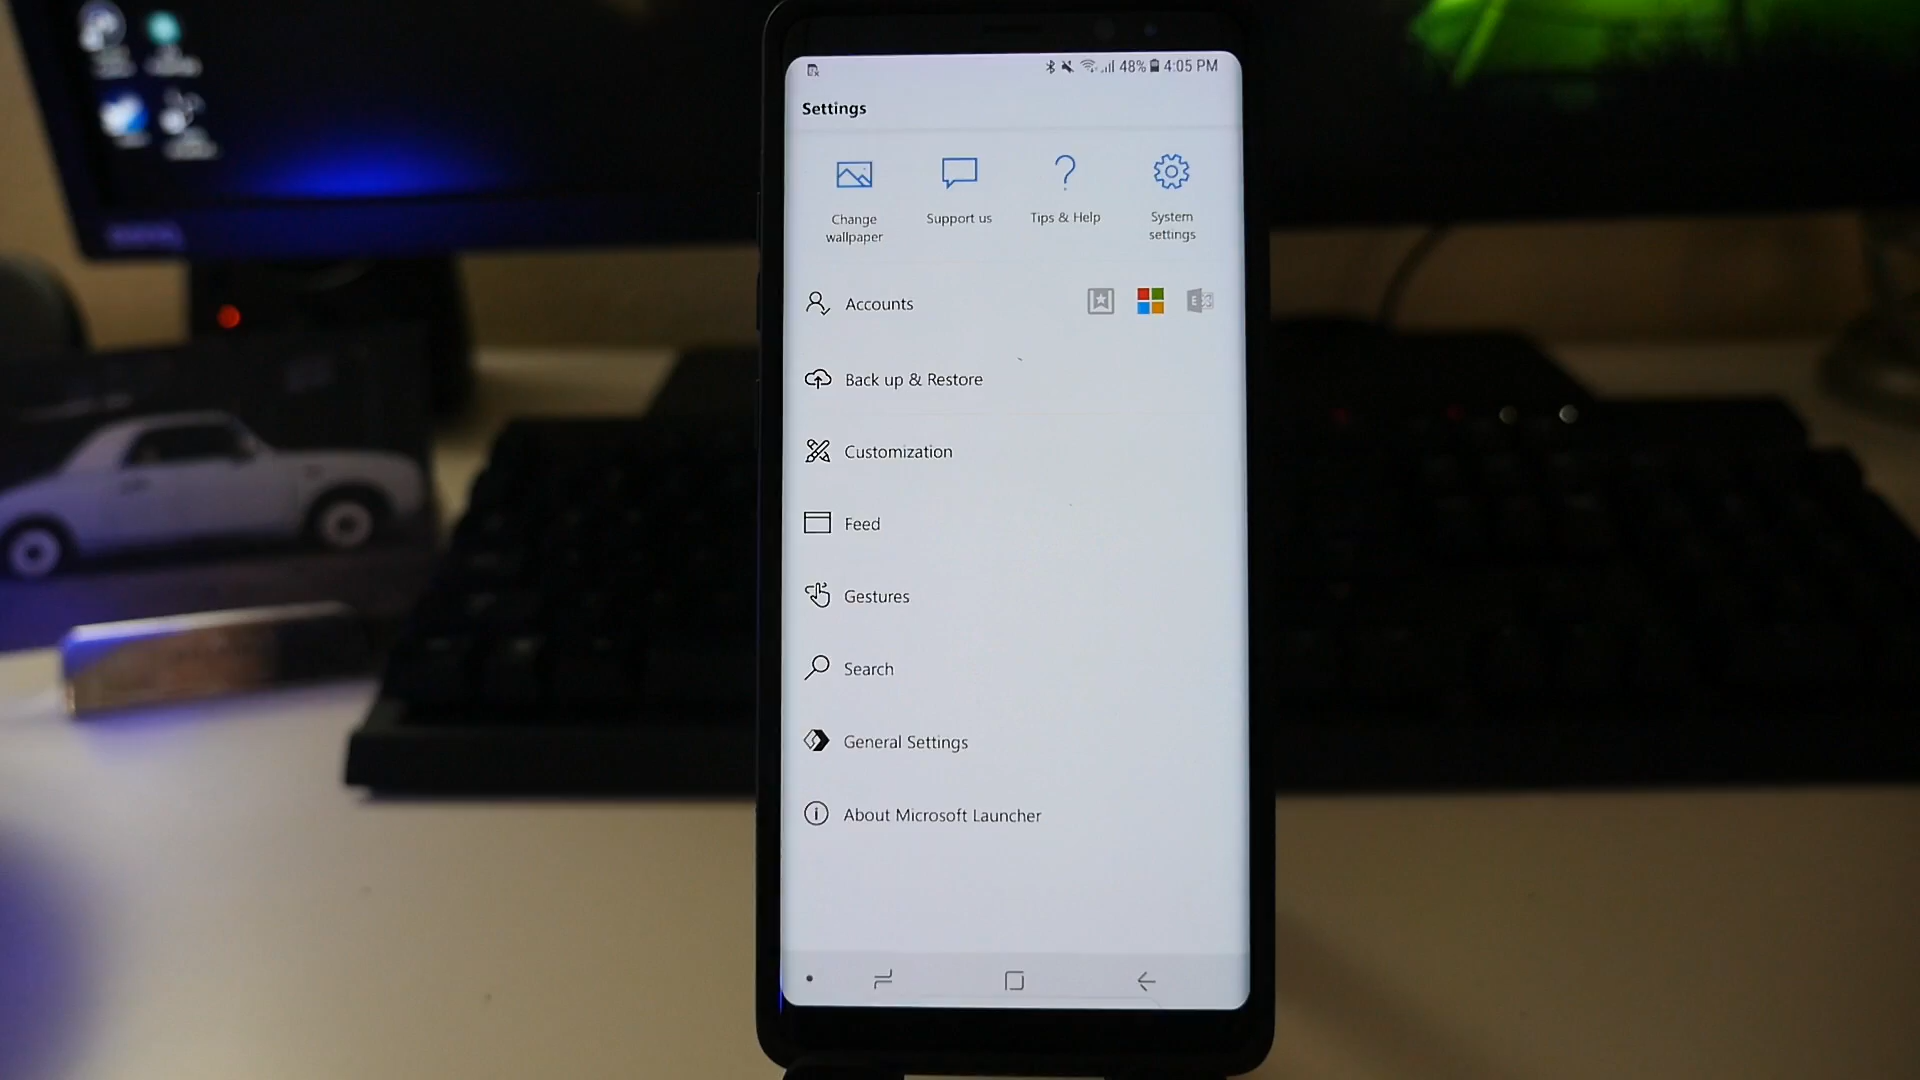 48% 4:05 PM
Settings
Change
wallpaper
Support us
Tips & Help
System
settings
Accounts
Back up & Restore
Customization
Feed
Gestures
Search
General Settings
About Microsoft Launcher